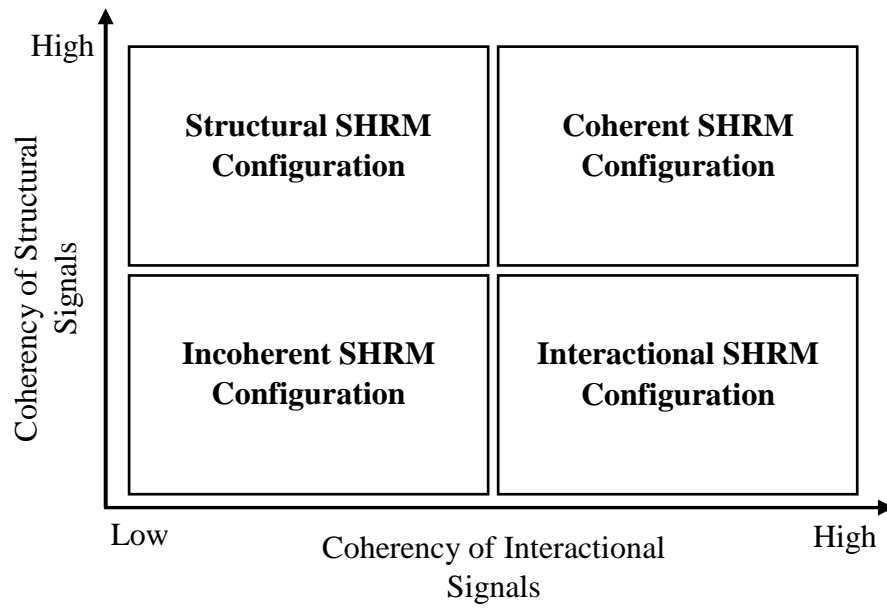 High
Structural SHRM
Configuration
Coherent SHRM
Configuration
Coherency of Structural
Signals
Incoherent SHRM
Configuration
Interactional SHRM
Configuration
Low
Coherency of Interactional
Signals
High